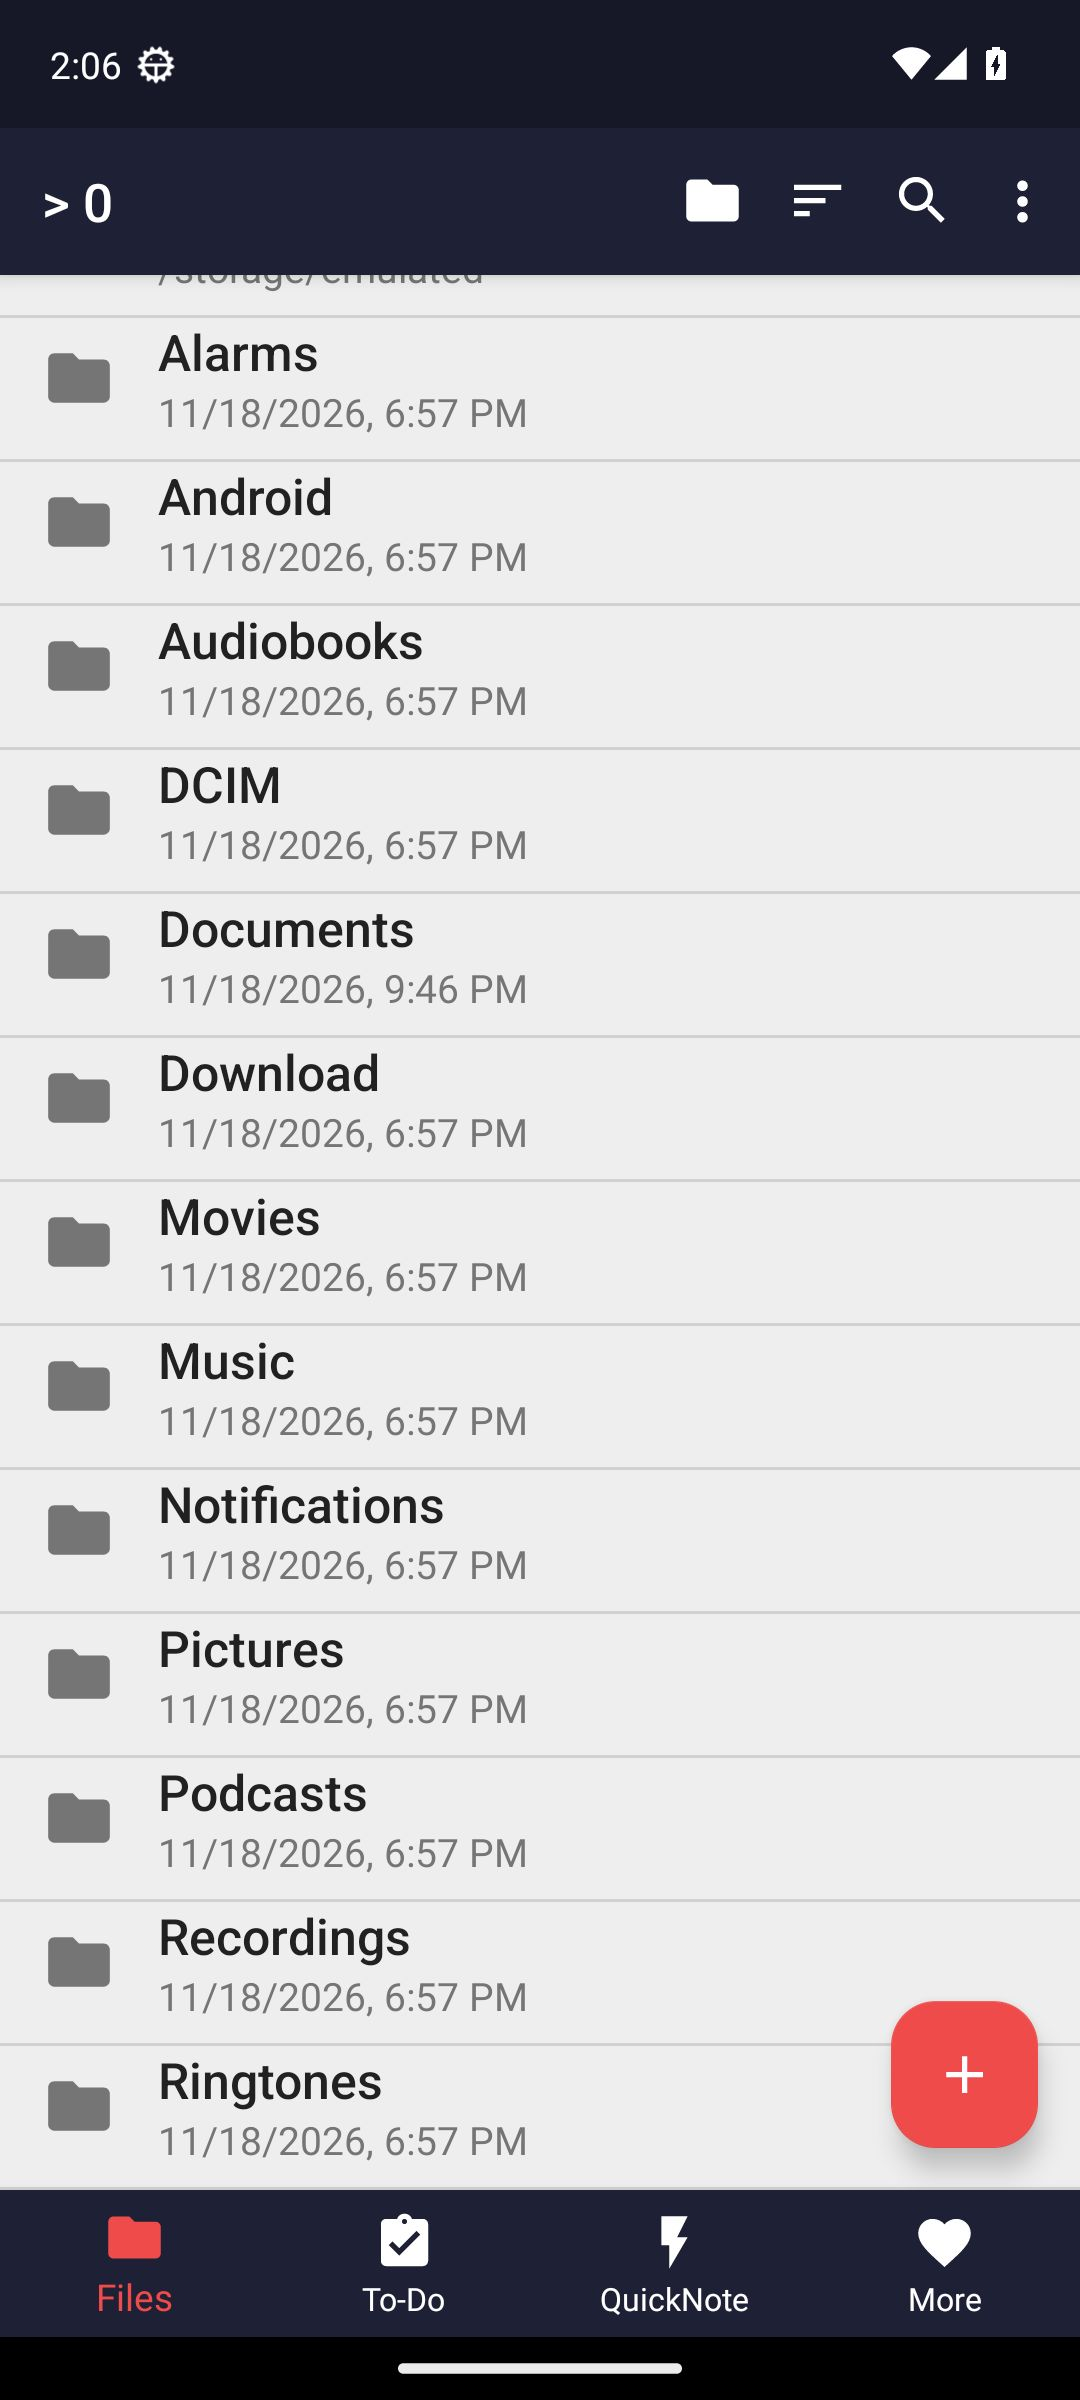 2:06
> 0
/storage/emulated
Alarms
11/18/2026, 6:57 PM
Android
11/18/2026, 6:57 PM
Audiobooks
11/18/2026, 6:57 PM
DCIM
11/18/2026, 6:57 PM
Documents
11/18/2026, 9:46 PM
Download
11/18/2026, 6:57 PM
Movies
11/18/2026, 6:57 PM
Music
11/18/2026, 6:57 PM
Notifications
11/18/2026, 6:57 PM
Pictures
11/18/2026, 6:57 PM
Podcasts
11/18/2026, 6:57 PM
Recordings
11/18/2026, 6:57 PM
Ringtones
11/18/2026, 6:57 PM
Files
To-Do
QuickNote
More